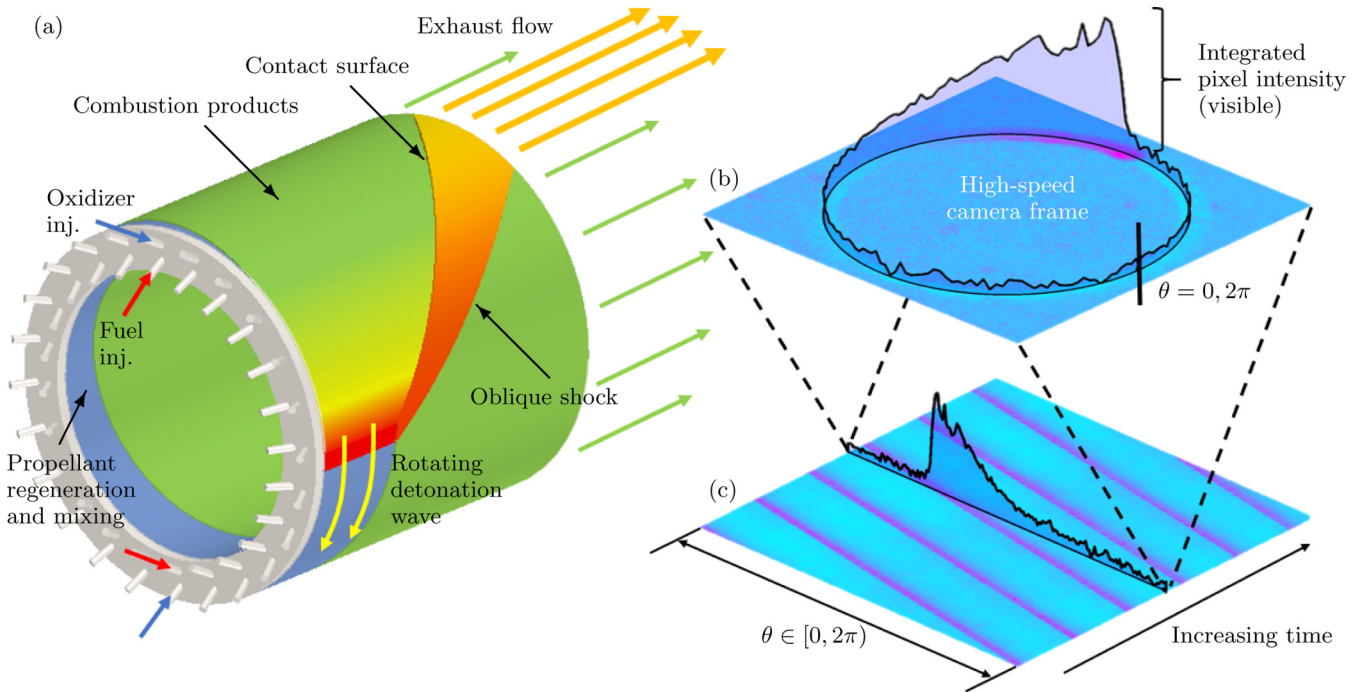 (a)
Exhaust flow
Contact surface
Combustion products
Oxidizer
inj.
Fuel
inj.
Propellant
regeneration
and mixing
Oblique shock
Rotating
detonation
wave
(b)
Integrated
pixel intensity
(visible)
High-speed
camera frame
θ = 0, 2π
(c)
θ ∈ [0, 2π)
Increasing time